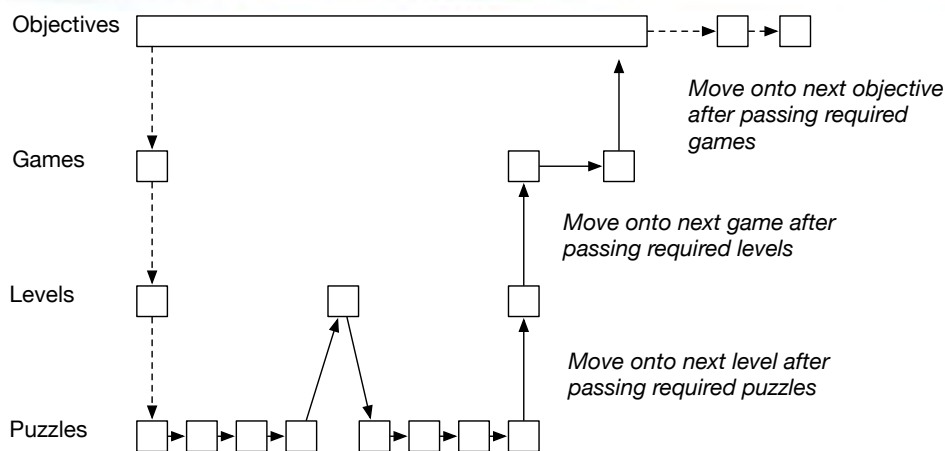 Objectives
Move onto next objective
after passing required
games
Games
Move onto next game after
passing required levels
Levels
Move onto next level after
passing required puzzles
Puzzles